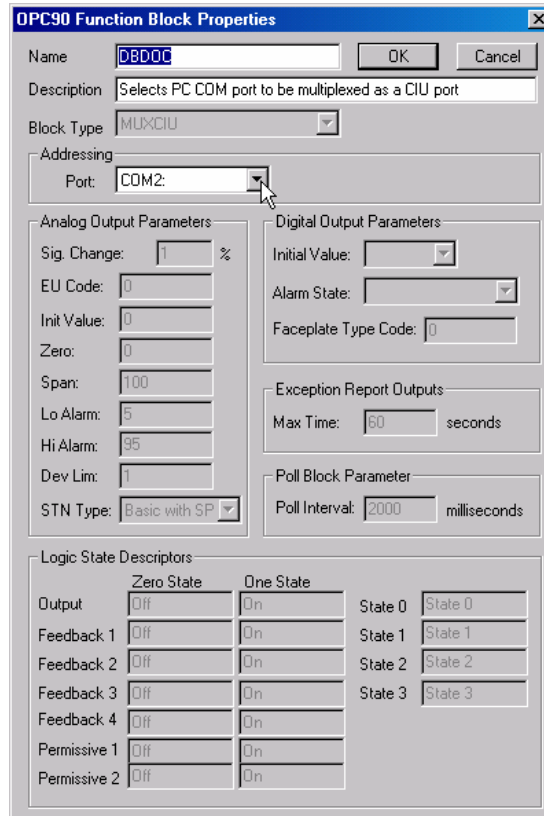 OPC90 Function Block Properties
Name DBDOC OK Cancel
Description Selects PC COM port to be multiplexed as a CIU port
Block Type MUXCIU
Addressing
Port: COM2:
Analog Output Parameters
Sig. Change: 1 %
EU Code: 0
Init Value: 0
Zero: 0
Span: 100
Lo Alarm: 5
Hi Alarm: 95
Dev Lim: 1
STN Type: Basic with SP
Digital Output Parameters
Initial Value:
Alarm State:
Faceplate Type Code: 0
Exception Report Outputs
Max Time: 60 seconds
Poll Block Parameter
Poll Interval: 2000 milliseconds
Logic State Descriptors
Zero State One State
Output Off On State 0 State 0
Feedback 1 Off On State 1 State 1
Feedback 2 Off On State 2 State 2
Feedback 3 Off On State 3 State 3
Feedback 4 Off On
Permissive 1 Off On
Permissive 2 Off On